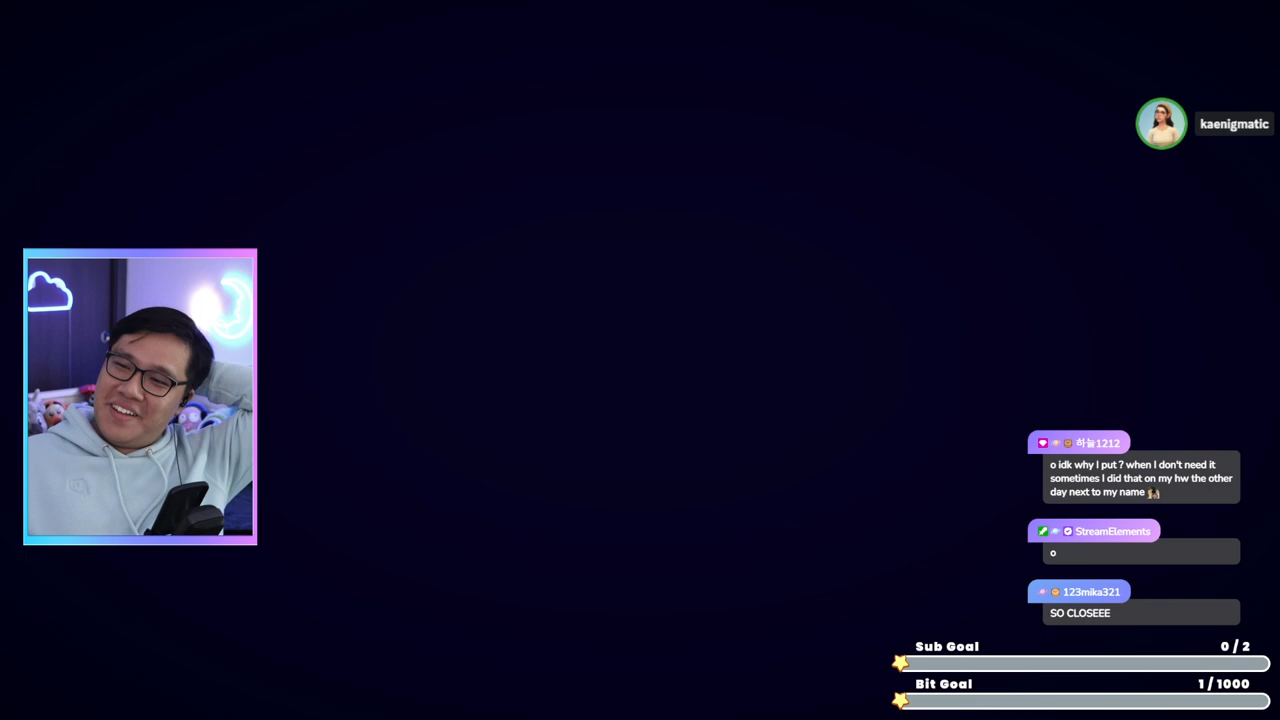 kaenigmatic
하늘1212
o idk why I put ? when I don't need it
sometimes I did that on my hw the other
day next to my name
StreamElements
o
123mika321
SO CLOSEEE
Sub Goal 0 / 2
Bit Goal 1 / 1000